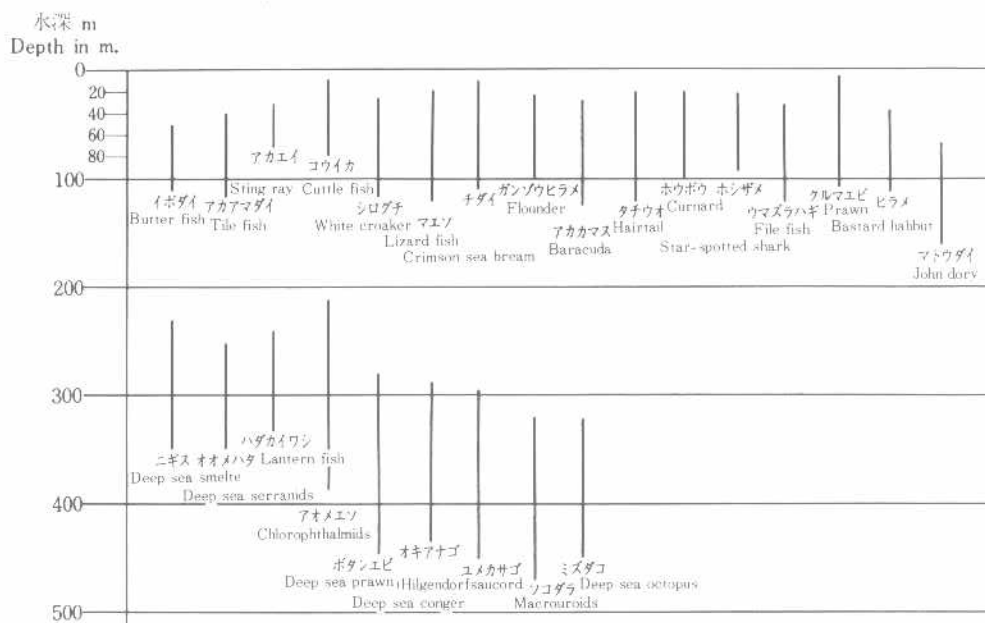 水深 m
Depth in m.
0
20
40
60
80
100
200
300
400
500
イボダイ
Butter fish
アカアマダイ
Tile fish
アカエイ
Sting ray
コウイカ
Cuttle fish
シログチ
White croaker
マエソ
Lizard fish
チダイ
Crimson sea bream
ガンゾウヒラメ
Flounder
アカカマス
Baracuda
タチウオ
Hairtail
ホウボウ
Curnard
ホシザメ
Star-spotted shark
ウマズラハギ
File fish
クルマエビ
Prawn
ヒラメ
Bastard
マトウダイ
John dory
ニギス
Deep sea smelte
オオメハタ
Deep sea serranids
ハダカイワシ
Lantern fish
アオメエソ
Chlorophthalmids
ボタンエビ
Deep sea prawn
オキアナゴ
Deep sea conger
ユメカサゴ
Hilgendorfsaucord
ソコダラ
Macrouroids
ミズダコ
Deep sea octopus